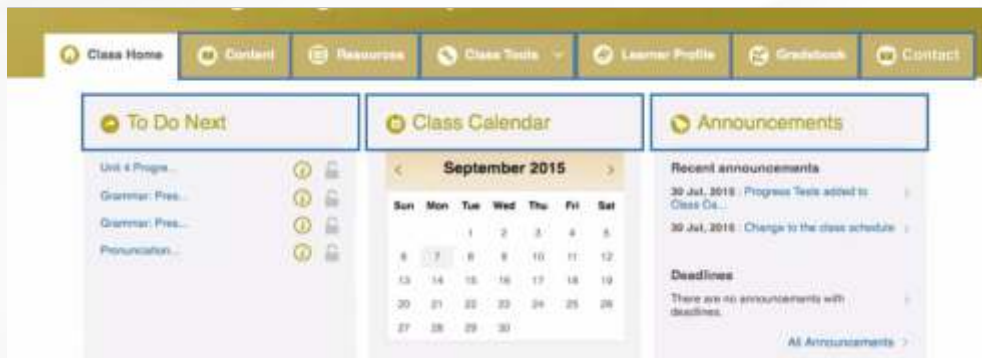 Class Home
Content
Resources
Class Tools
Learner Profile
Gradebook
Contact
To Do Next
Unit 4 Progre...
Grammar: Pres...
Grammar: Pres...
Pronunciation...
Class Calendar
< September 2015 >
Sun Mon Tue Wed Thu Fri Sat
1 2 3 4 5
6 7 8 9 10 11 12
13 14 15 16 17 18 19
20 21 22 23 24 25 26
27 28 29 30
Announcements
Recent announcements
30 Jul, 2015 : Progress Tests added to
Class Ca...
30 Jul, 2015 : Change to the class schedule
Deadlines
There are no announcements with
deadlines.
All Announcements >